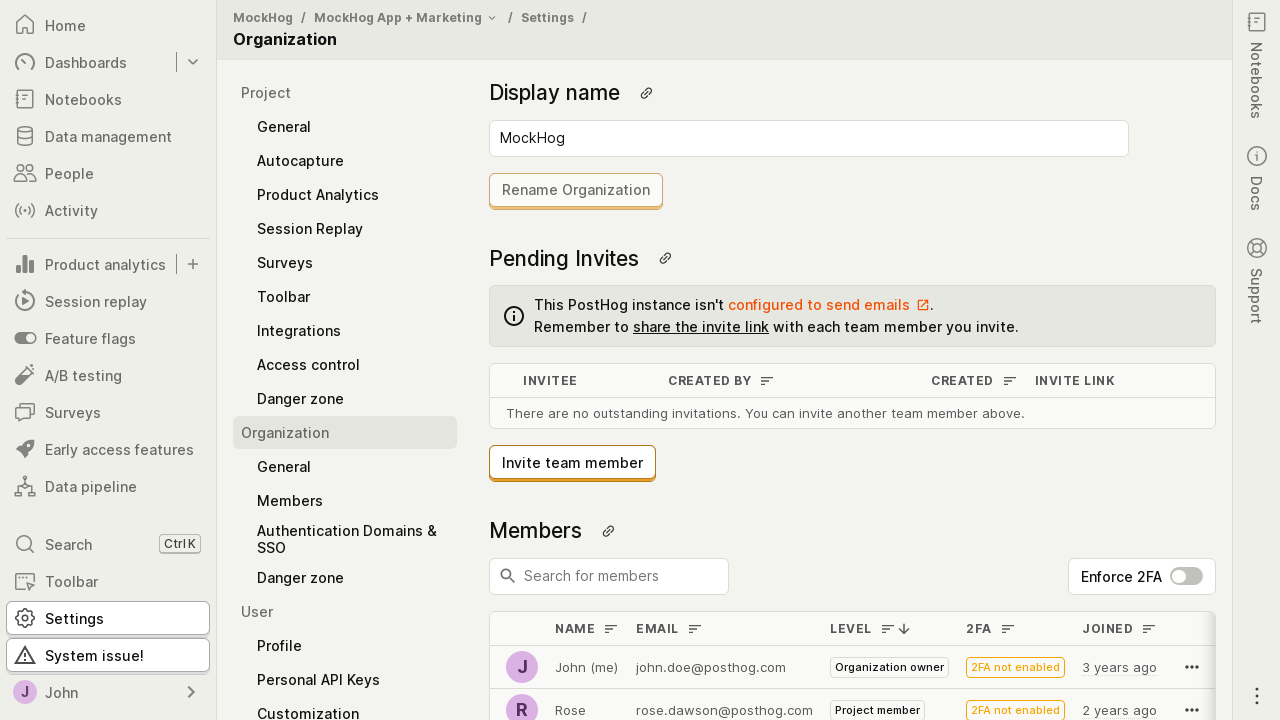 Home
Dashboards
Notebooks
Data management
People
Activity
Product analytics
Session replay
Feature flags
A/B testing
Surveys
Early access features
Data pipeline
Search Ctrl K
Toolbar
Settings
System issue!
J John
MockHog / MockHog App + Marketing / Settings /
Organization
Project
General
Autocapture
Product Analytics
Session Replay
Surveys
Toolbar
Integrations
Access control
Danger zone
Organization
General
Members
Authentication Domains &
SSO
Danger zone
User
Profile
Personal API Keys
Customization
Display name
MockHog
Rename Organization
Pending Invites
This PostHog instance isn't configured to send emails .
Remember to share the invite link with each team member you invite.
INVITEE CREATED BY CREATED INVITE LINK
There are no outstanding invitations. You can invite another team member above.
Invite team member
Members
Search for members Enforce 2FA
NAME EMAIL LEVEL 2FA JOINED
J John (me) john.doe@posthog.com Organization owner 2FA not enabled 3 years ago
R Rose rose.dawson@posthog.com Project member 2FA not enabled 2 years ago
Notebooks
Docs
Support